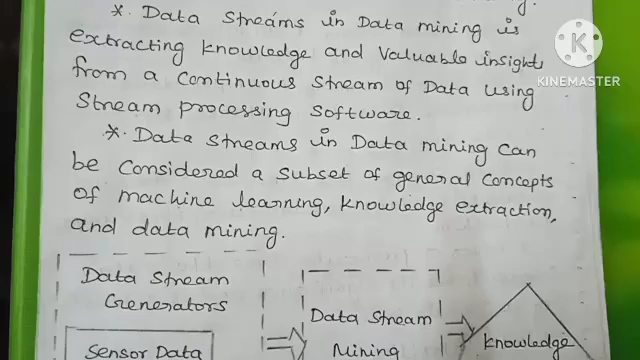 * Data Streams in Data mining is
extracting knowledge and valuable insights
from a continuous stream of Data using
Stream processing software.
* Data streams in Data mining can
be considered a subset of general concepts
of machine learning, knowledge extraction,
and data mining.
Data Stream
Generators
Sensor Data
Data Stream
Mining
Knowledge
K
KINEMASTER